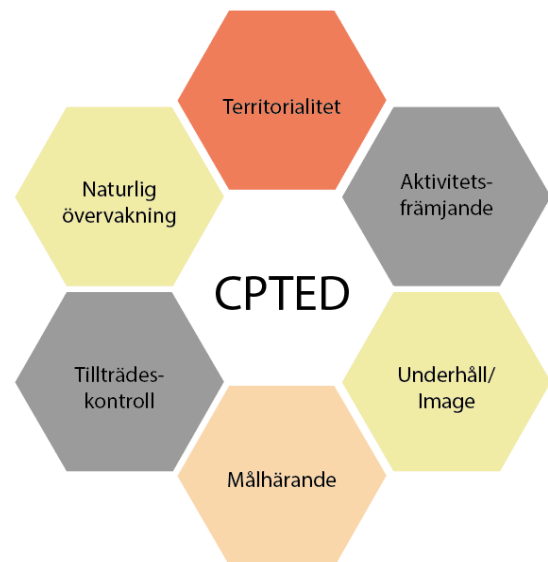 Territorialitet
Naturlig
övervakning
Aktivitets-
främjande
CPTED
Tillträdes-
kontroll
Underhåll/
Image
Målhärande